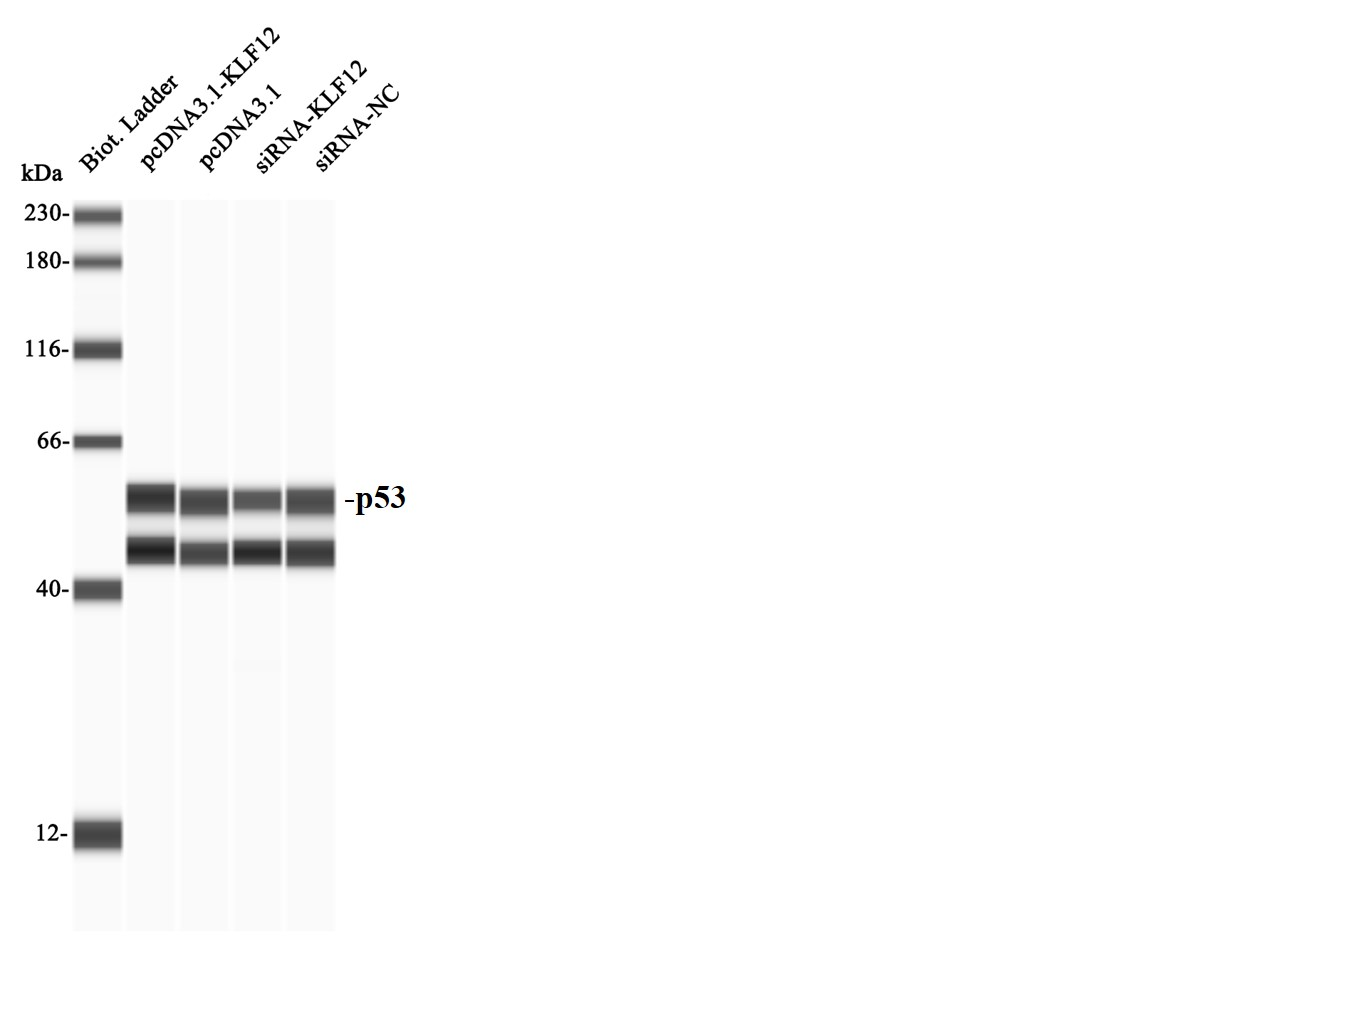 Biot. Ladder
pcDNA3.1-KLF12
pcDNA3.1
siRNA-KLF12
siRNA-NC
kDa
230-
180-
116-
66-
-p53
40-
12-